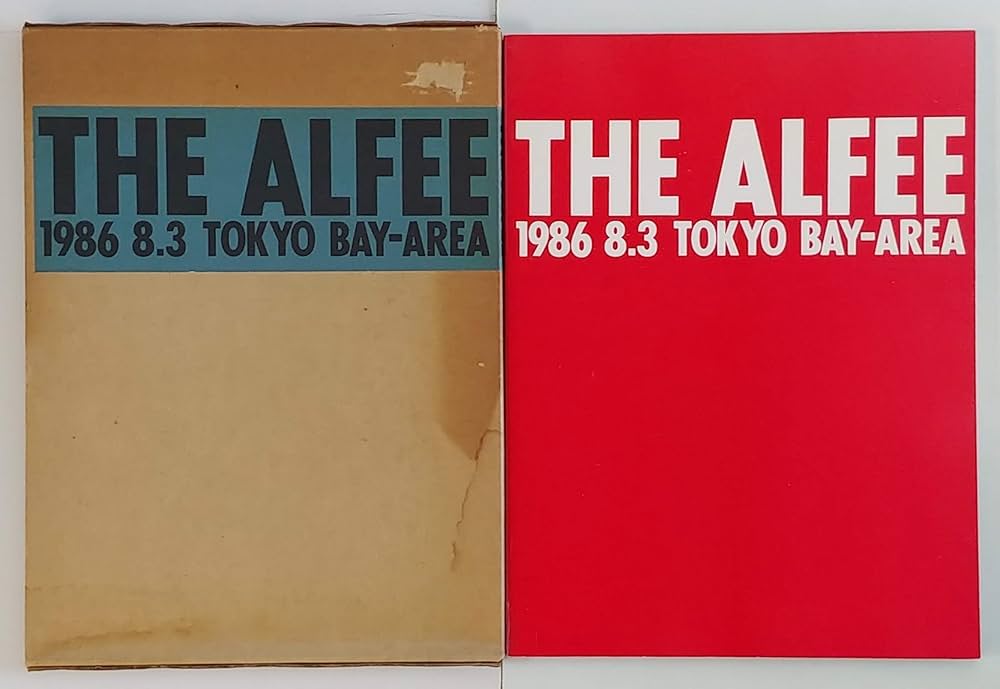 THE ALFEE
1986 8.3 TOKYO BAY-AREA
THE ALFEE
1986 8.3 TOKYO BAY-AREA